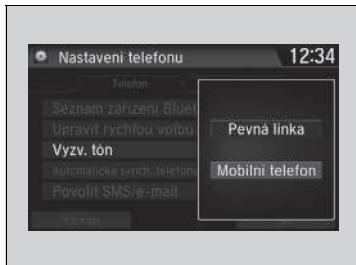 Nastavení telefonu
12:34
Telefon
Seznam zařízení Bluet
Upravit rychlou volbu
Vyzv. tón
Automatická synch. telefonu
Povolit SMS/e-mail
Pevná linka
Mobilní telefon